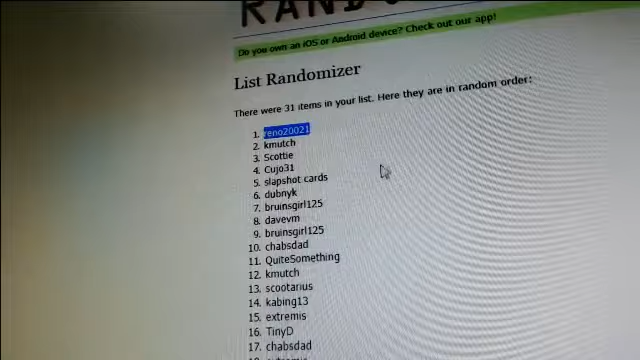 RAND
Do you own an iOS or Android device? Check out our app!
List Randomizer
There were 31 items in your list. Here they are in random order:
1. reno20021
2. kmutch
3. Scottie
4. Cujo31
5. slapshot cards
6. dubnyk
7. bruinsgirl125
8. davevm
9. bruinsgirl125
10. chabsdad
11. QuiteSomething
12. kmutch
13. scootarius
14. kabing13
15. extremis
16. TinyD
17. chabsdad
18. extremis